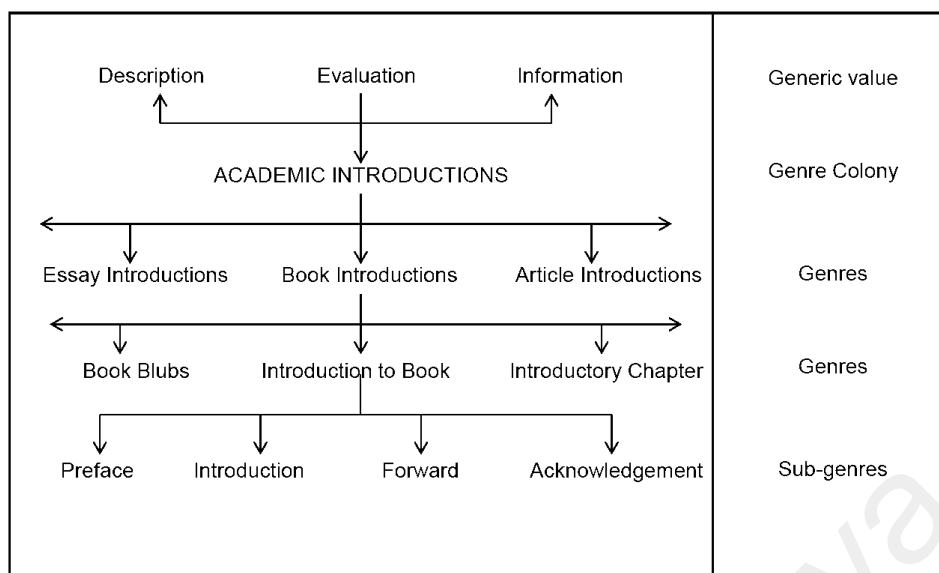 Description Evaluation Information Generic value
ACADEMIC INTRODUCTIONS Genre Colony
Essay Introductions Book Introductions Article Introductions Genres
Book Blubs Introduction to Book Introductory Chapter Genres
Preface Introduction Forward Acknowledgement Sub-genres